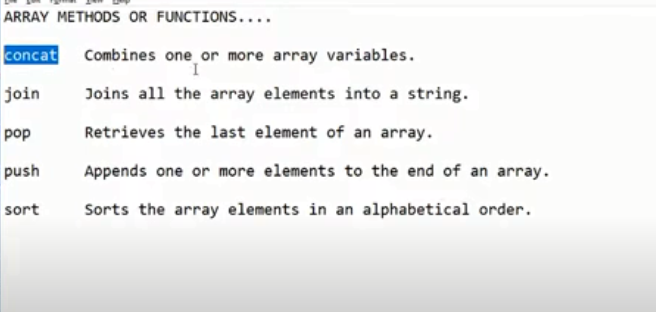 ARRAY METHODS OR FUNCTIONS....
concat Combines one or more array variables.
join Joins all the array elements into a string.
pop Retrieves the last element of an array.
push Appends one or more elements to the end of an array.
sort Sorts the array elements in an alphabetical order.